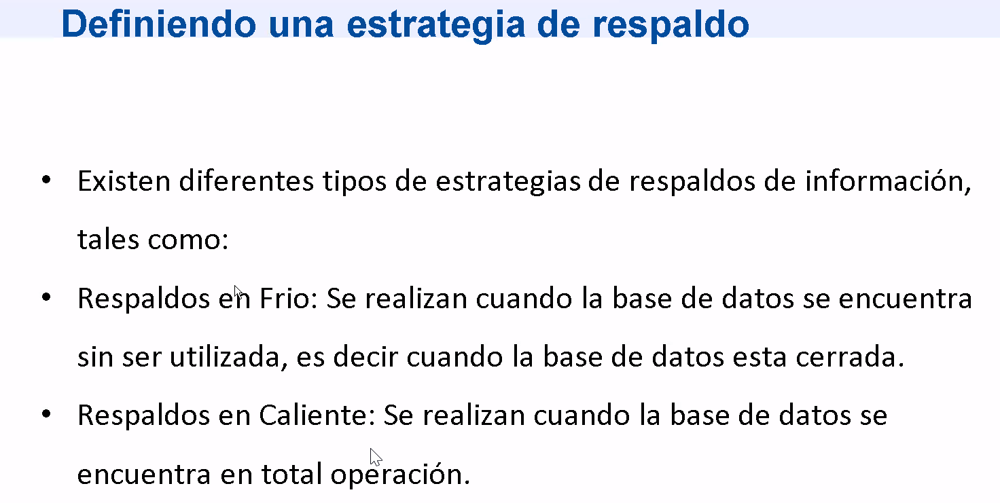 Definiendo una estrategia de respaldo
• Existen diferentes tipos de estrategias de respaldos de información,
tales como:
• Respaldos en Frio: Se realizan cuando la base de datos se encuentra
sin ser utilizada, es decir cuando la base de datos esta cerrada.
• Respaldos en Caliente: Se realizan cuando la base de datos se
encuentra en total operación.